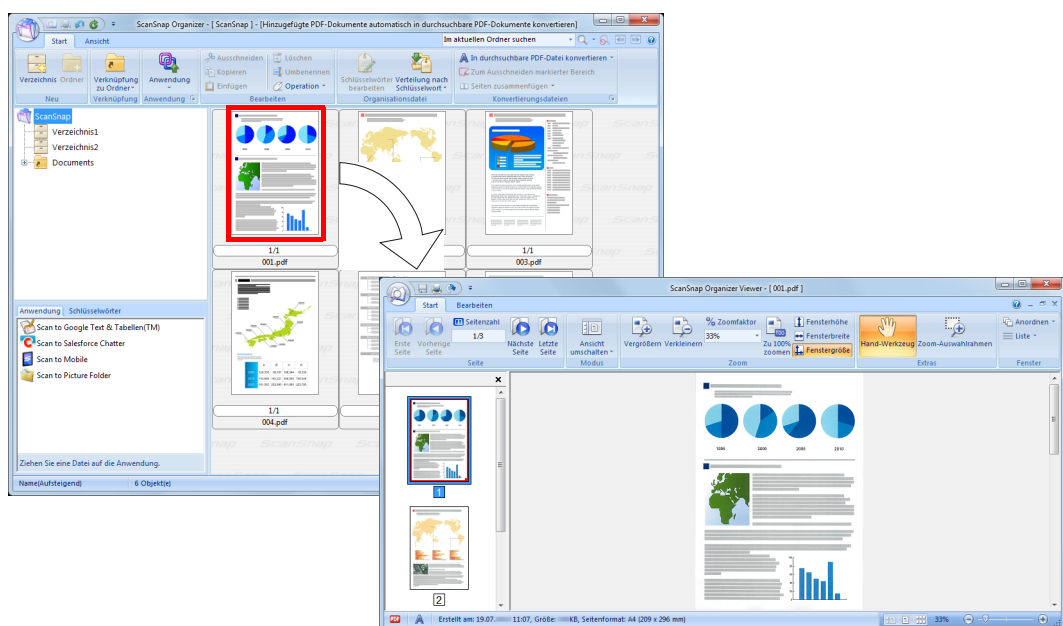 ScanSnap Organizer - [ ScanSnap ] - [Hinzugefügte PDF-Dokumente automatisch in durchsuchbare PDF-Dokumente konvertieren]
Start Ansicht
Im aktuellen Ordner suchen
Verzeichnis Ordner
Neu
Verknüpfung zu Ordner
Verknüpfung
Anwendung
Anwendung
Ausschneiden
Kopieren
Einfügen
Löschen
Umbenennen
Operation
Bearbeiten
Schlüsselwörter bearbeiten
Verteilung nach Schlüsselwort
Organisationsdatei
In durchsuchbare PDF-Datei konvertieren
Zum Ausschneiden markierter Bereich
Seiten zusammenfügen
Konvertierungsdateien
ScanSnap
Verzeichnis1
Verzeichnis2
Documents
1/1
001.pdf
1/1
003.pdf
1/1
004.pdf
Anwendung Schlüsselwörter
Scan to Google Text & Tabellen(TM)
Scan to Salesforce Chatter
Scan to Mobile
Scan to Picture Folder
Ziehen Sie eine Datei auf die Anwendung.
Name(Aufsteigend) 6 Objekt(e)
ScanSnap Organizer Viewer - [ 001.pdf ]
Start Bearbeiten
Erste Seite
Vorherige Seite
Seitenzahl
1/3
Nächste Seite
Letzte Seite
Seite
Ansicht umschalten
Modus
Vergrößern Verkleinern
% Zoomfaktor
33%
Zu 100% zoomen
Fensterhöhe
Fensterbreite
Fenstergröße
Zoom
Hand-Werkzeug Zoom-Auswahlrahmen
Extras
Anordnen
Liste
Fenster
1
2
1995 2000 2005 2010
PDF
Erstellt am: 19.07. 11:07, Größe: KB, Seitenformat: A4 (209 x 296 mm)
33%